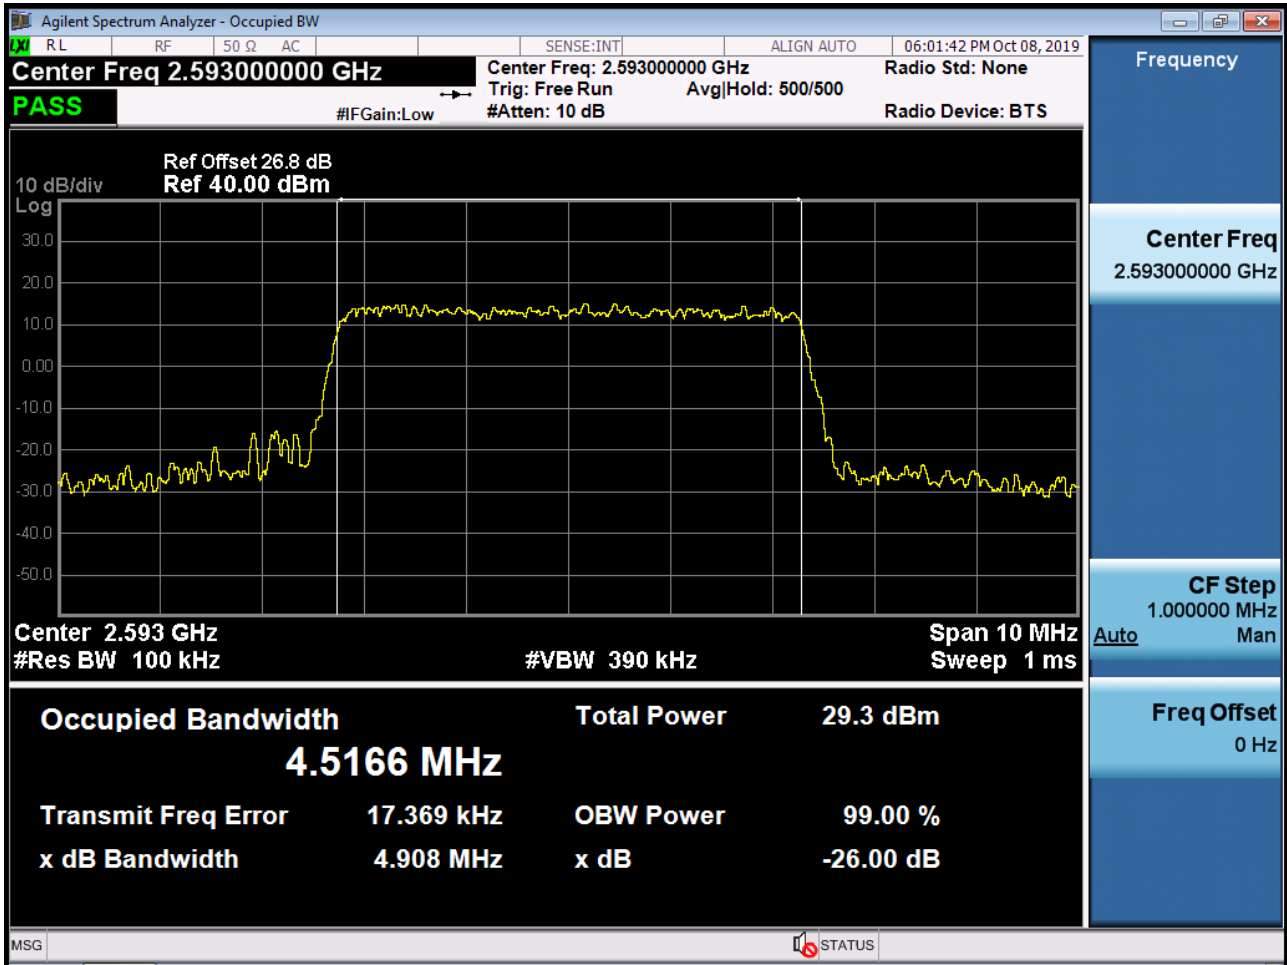 Agilent Spectrum Analyzer - Occupied BW
LXI RL RF 50 Ω AC SENSE:INT ALIGN AUTO 06:01:42 PM Oct 08, 2019
Center Freq 2.593000000 GHz
Center Freq: 2.593000000 GHz
Radio Std: None
Trig: Free Run Avg|Hold: 500/500
PASS
#IFGain:Low
#Atten: 10 dB
Radio Device: BTS
Ref Offset 26.8 dB
10 dB/div Ref 40.00 dBm
Log
30.0
20.0
10.0
0.00
-10.0
-20.0
-30.0
-40.0
-50.0
Center 2.593 GHz Span 10 MHz
#Res BW 100 kHz #VBW 390 kHz Sweep 1 ms
Occupied Bandwidth Total Power 29.3 dBm
4.5166 MHz
Transmit Freq Error 17.369 kHz OBW Power 99.00 %
x dB Bandwidth 4.908 MHz x dB -26.00 dB
MSG STATUS
Frequency
Center Freq
2.593000000 GHz
CF Step
1.000000 MHz
Auto Man
Freq Offset
0 Hz